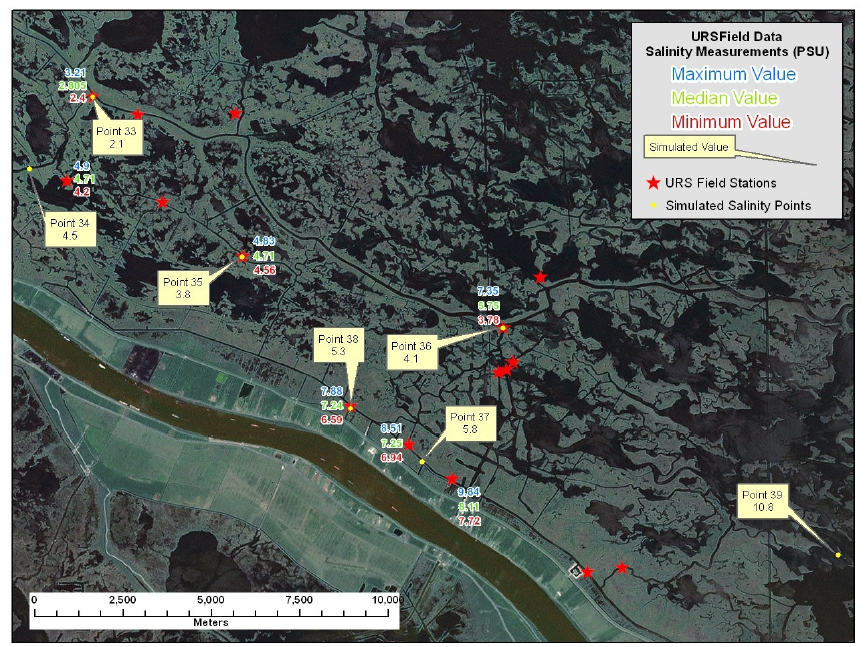 URSField Data
Salinity Measurements (PSU)
Maximum Value
Median Value
Minimum Value
Simulated Value
URS Field Stations
Simulated Salinity Points
3.21
2.805
2.4
Point 33
2.1
4.9
4.71
4.2
Point 34
4.5
4.83
4.71
4.56
Point 35
3.8
7.35
3.78
Point 36
4.1
Point 38
5.3
7.88
7.24
6.59
Point 37
5.8
8.51
7.25
6.94
9.84
8.11
7.72
Point 39
10.8
0 2,500 5,000 7,500 10,000
Meters